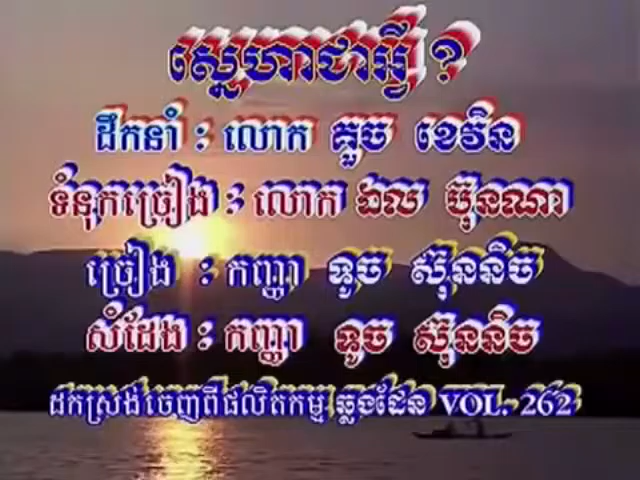 ស្នេហាជាអ្វី ?
ដឹកនាំ : លោក គួច ខេវិន
ទំនុកច្រៀង : លោក ឯល ប៊ុនណា
ច្រៀង : កញ្ញា ទូច ស៊ុននិច
សំដែង : កញ្ញា ទូច ស៊ុននិច
ដកស្រង់ចេញពីផលិតកម្ម ឆ្លងដែន VOL. 262